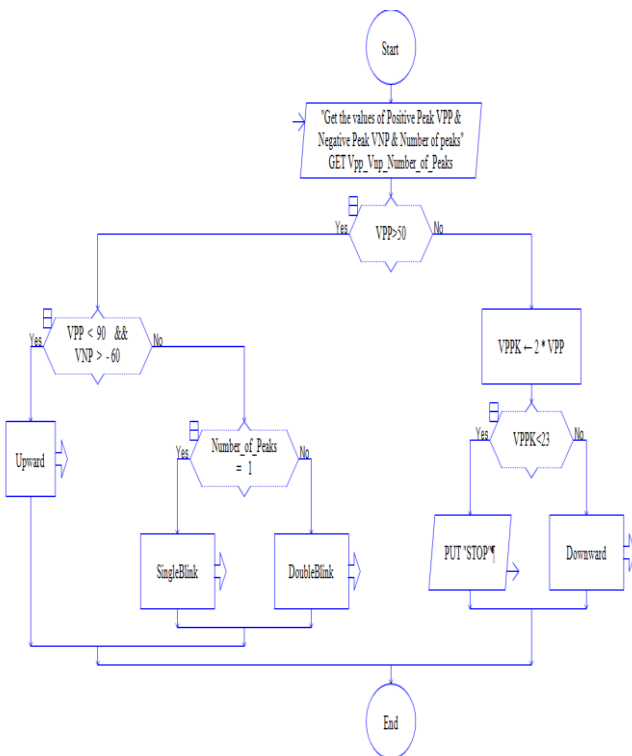 Start
"Get the values of Positive Peak VPP &
Negative Peak VNP & Number of peaks"
GET Vpp_Vnp_Number_of_Peaks
Yes
VPP>50
No
VPP < 90 &&
VNP > - 60
Yes
No
VPPK ← 2 * VPP
Upward
Yes
Number_of_Peaks
= 1
No
Yes
VPPK<23
No
SingleBlink
DoubleBlink
PUT "STOP"¶
Downward
End